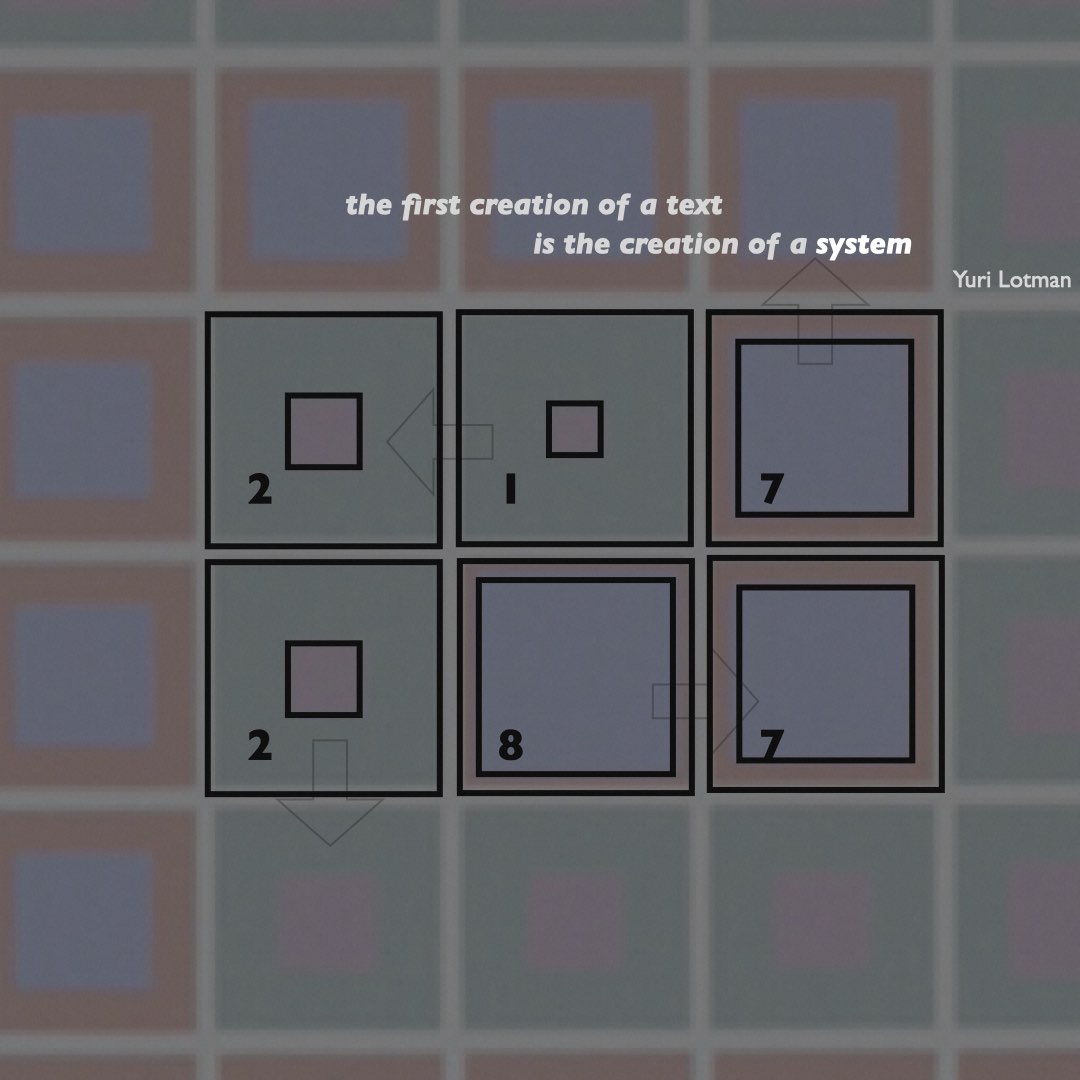 the first creation of a text
is the creation of a system
Yuri Lotman
2 1 7
2 8 7